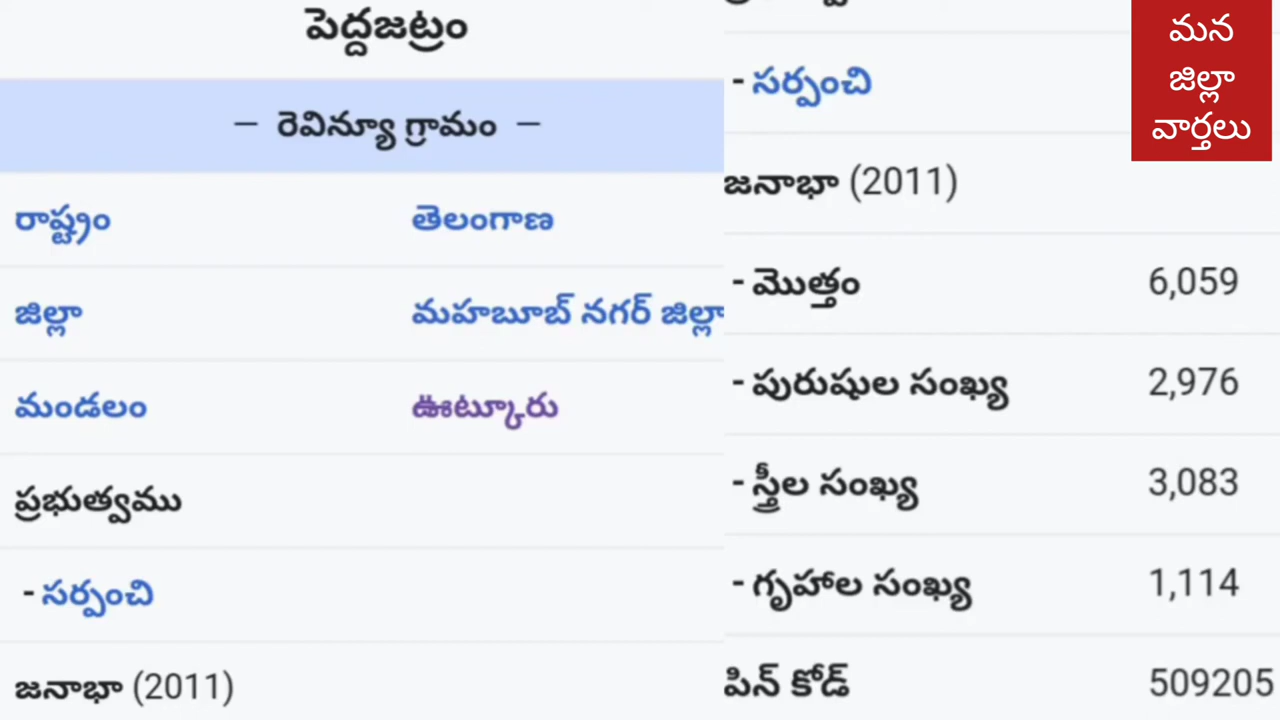 పెద్దజట్రం
– రెవిన్యూ గ్రామం –
రాష్ట్రం తెలంగాణ
జిల్లా మహబూబ్ నగర్ జిల్లా
మండలం ఊట్కూరు
ప్రభుత్వము
- సర్పంచి
జనాభా (2011)
- సర్పంచి
జనాభా (2011)
- మొత్తం 6,059
- పురుషుల సంఖ్య 2,976
- స్త్రీల సంఖ్య 3,083
- గృహాల సంఖ్య 1,114
పిన్ కోడ్ 509205
మన
జిల్లా
వార్తలు